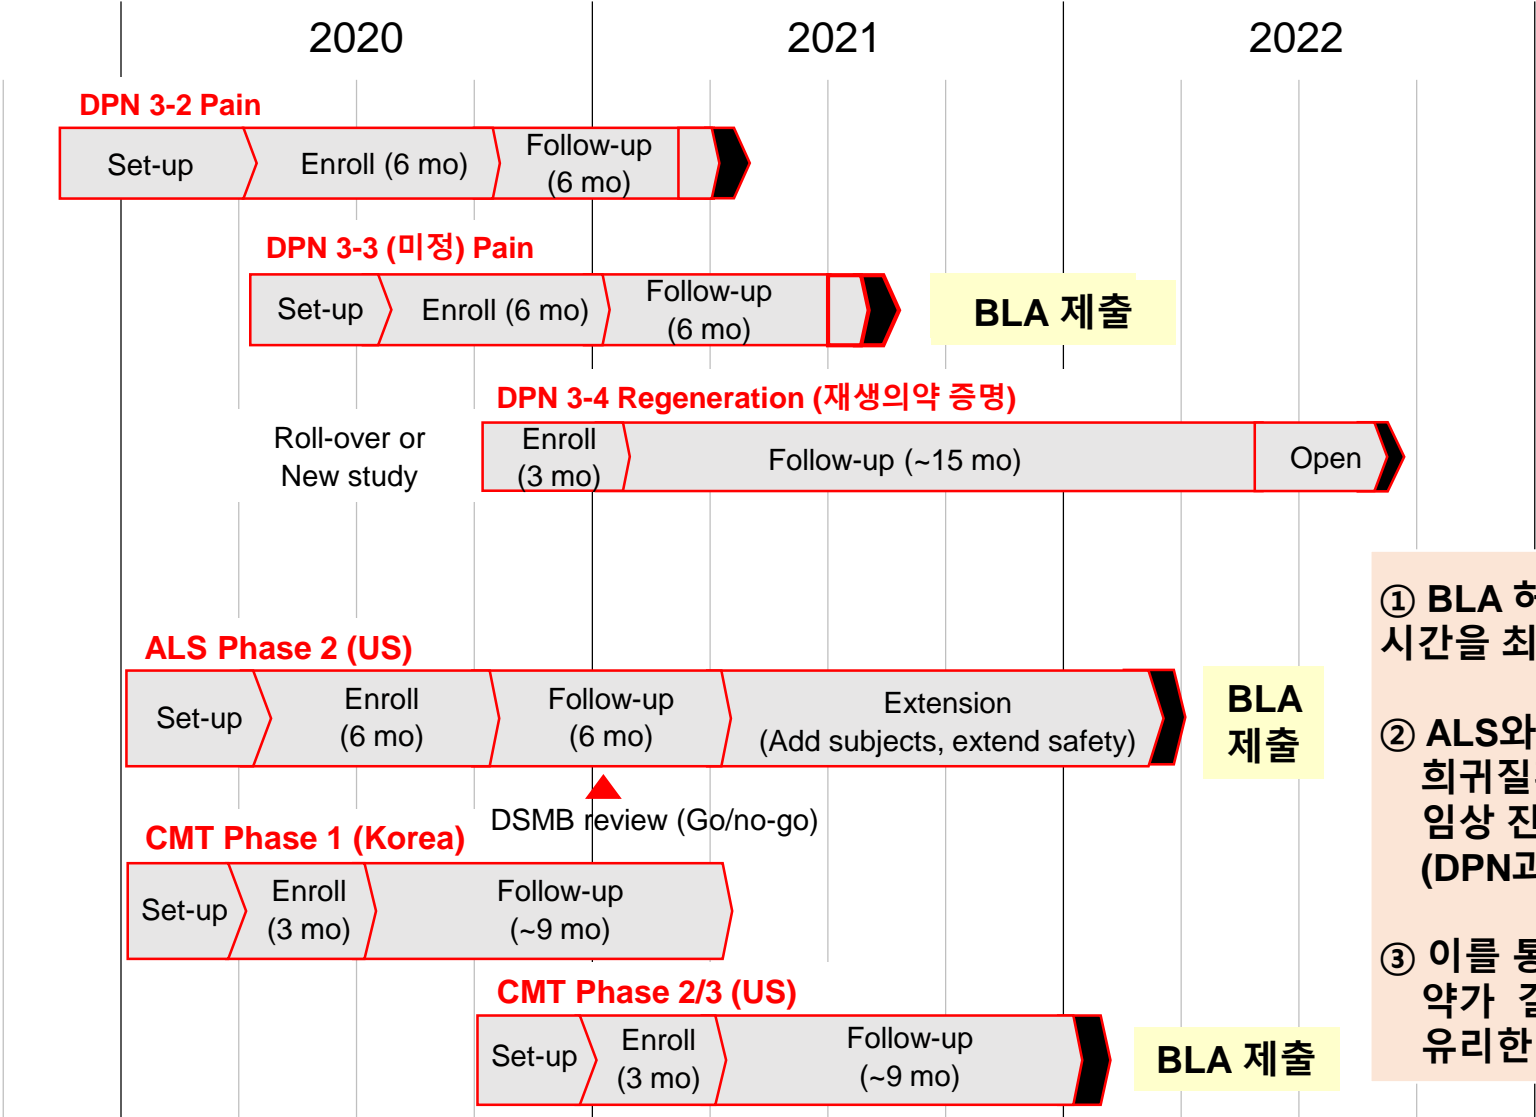 2020
2021
2022
DPN 3-2 Pain
Set-up
Enroll (6 mo)
Follow-up
(6 mo)
DPN 3-3 (미정) Pain
Set-up
Enroll (6 mo)
Follow-up
(6 mo)
BLA 제출
DPN 3-4 Regeneration (재생의약 증명)
Roll-over or
New study
Enroll
(3 mo)
Follow-up (~15 mo)
Open
ALS Phase 2 (US)
Set-up
Enroll
(6 mo)
Follow-up
(6 mo)
Extension
(Add subjects, extend safety)
BLA
제출
DSMB review (Go/no-go)
CMT Phase 1 (Korea)
Set-up
Enroll
(3 mo)
Follow-up
(~9 mo)
CMT Phase 2/3 (US)
Set-up
Enroll
(3 mo)
Follow-up
(~9 mo)
BLA 제출
① BLA
시간을 최
② ALS와
희귀질
임상 진
(DPN과
③ 이를 통
약가
유리한